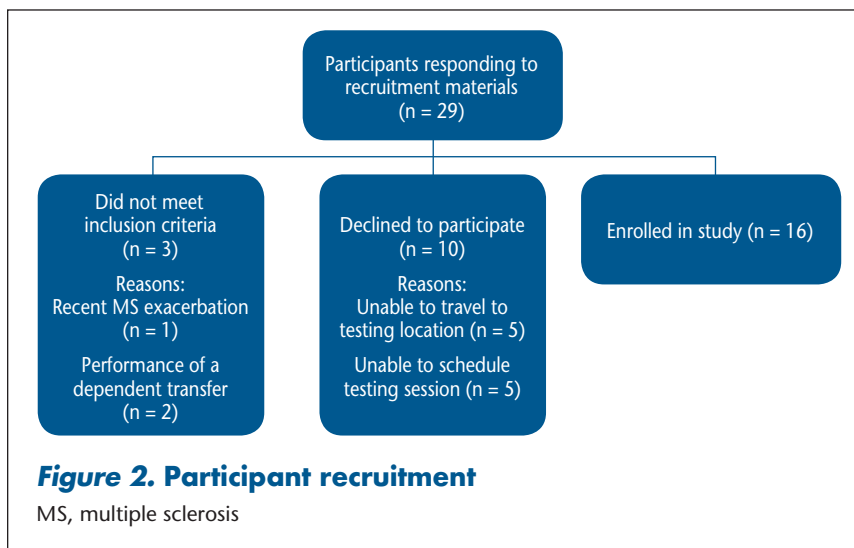 Participants responding to
recruitment materials
(n = 29)
Did not meet
inclusion criteria
(n = 3)
Reasons:
Recent MS exacerbation
(n = 1)
Performance of a
dependent transfer
(n = 2)
Declined to participate
(n = 10)
Reasons:
Unable to travel to
testing location (n = 5)
Unable to schedule
testing session (n = 5)
Enrolled in study (n = 16)
Figure 2. Participant recruitment
MS, multiple sclerosis